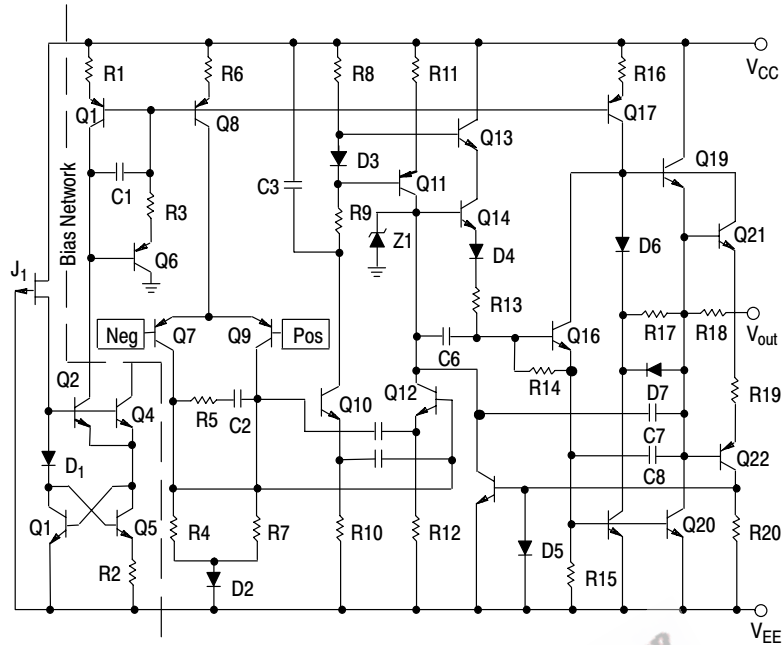 R1
R6
R8
R11
R16
VCC
Q1
Q8
Q17
Q13
Q19
D3
Q11
C1
C3
Bias Network
R3
R9
Q14
Q21
Z1
D4
D6
Q6
J1
R13
Neg
Q7
Q9
Pos
Q16
R17
R18
Vout
C6
R14
Q2
Q4
Q10
Q12
D7
R19
R5
C2
C7
D1
Q22
C8
Q1
Q5
R4
R7
R10
R12
D5
Q20
R20
R2
D2
R15
VEE